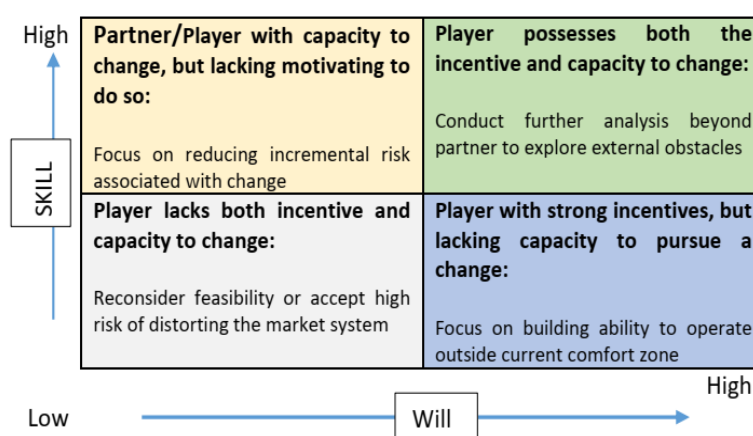 High
Partner/Player with capacity to
change, but lacking motivating to
do so:
Focus on reducing incremental risk
associated with change
Player possesses both the
incentive and capacity to change:
Conduct further analysis beyond
partner to explore external obstacles
SKILL
Player lacks both incentive and
capacity to change:
Reconsider feasibility or accept high
risk of distorting the market system
Player with strong incentives, but
lacking capacity to pursue a
change:
Focus on building ability to operate
outside current comfort zone
High
Low
Will